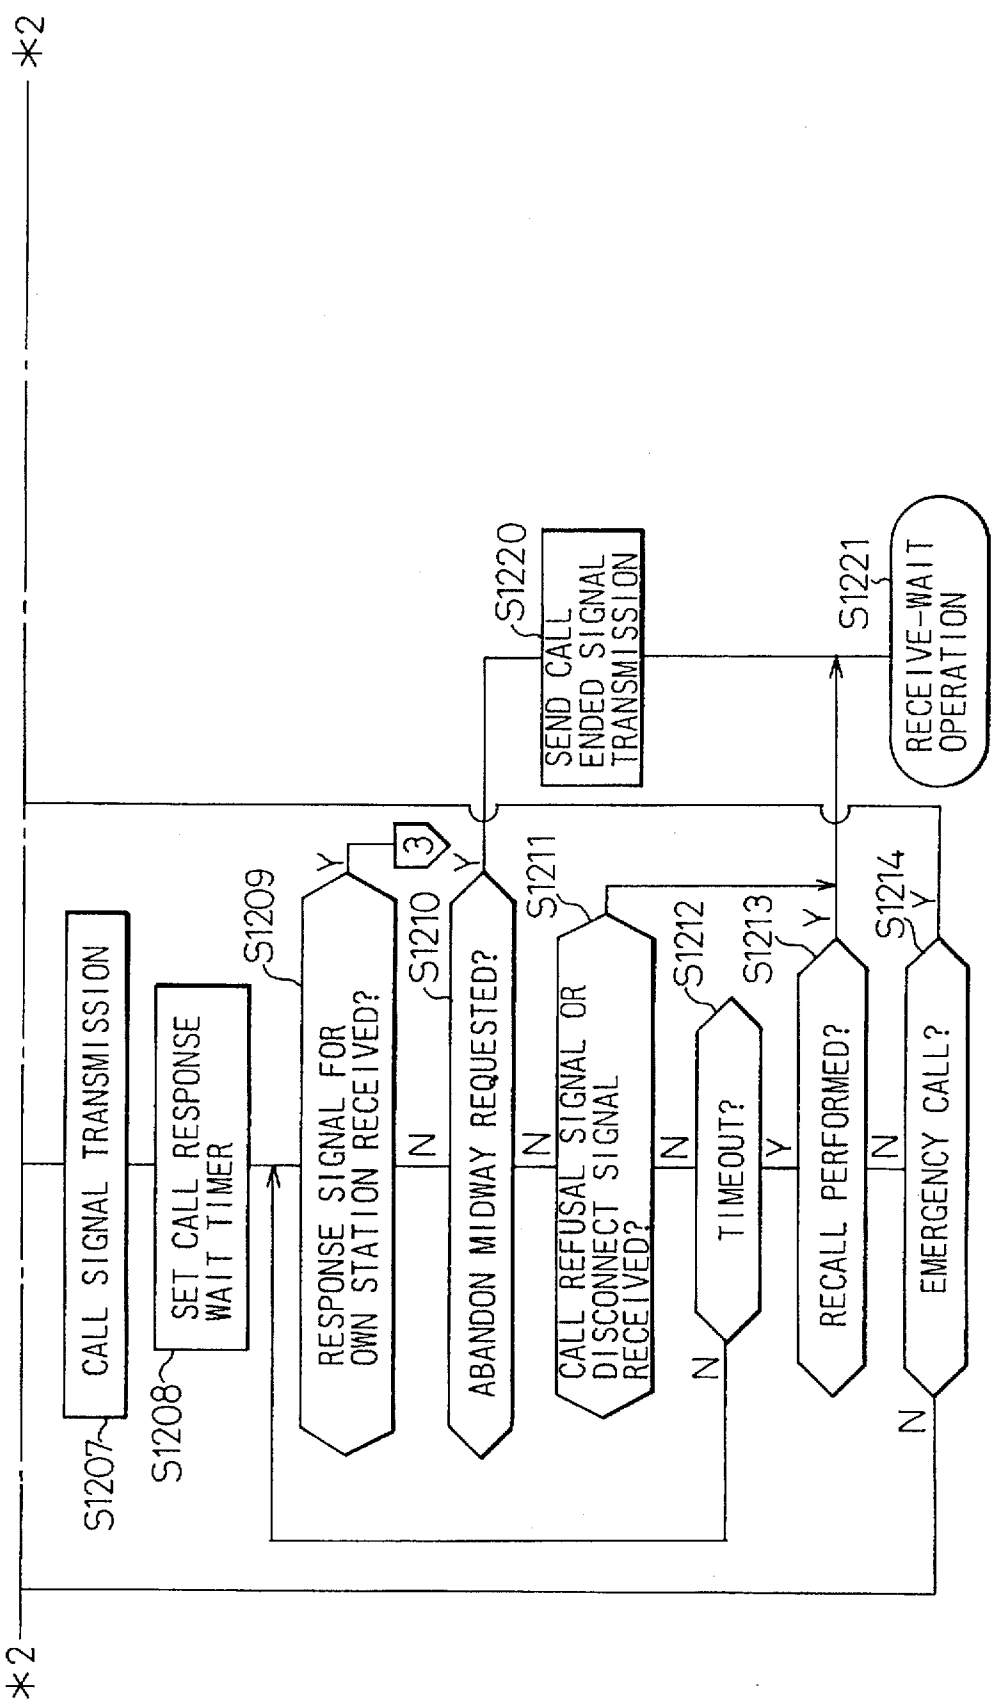 *2
*2
S1207
CALL SIGNAL TRANSMISSION
S1208
SET CALL RESPONSE
WAIT TIMER
S1209
RESPONSE SIGNAL FOR
OWN STATION RECEIVED?
Y
3
N
S1210
ABANDON MIDWAY REQUESTED?
Y
S1220
SEND CALL
ENDED SIGNAL
TRANSMISSION
N
S1211
CALL REFUSAL SIGNAL OR
DISCONNECT SIGNAL
RECEIVED?
N
S1212
TIMEOUT?
N
Y
S1213
RECALL PERFORMED?
Y
S1221
RECEIVE-WAIT
OPERATION
N
S1214
EMERGENCY CALL?
Y
N